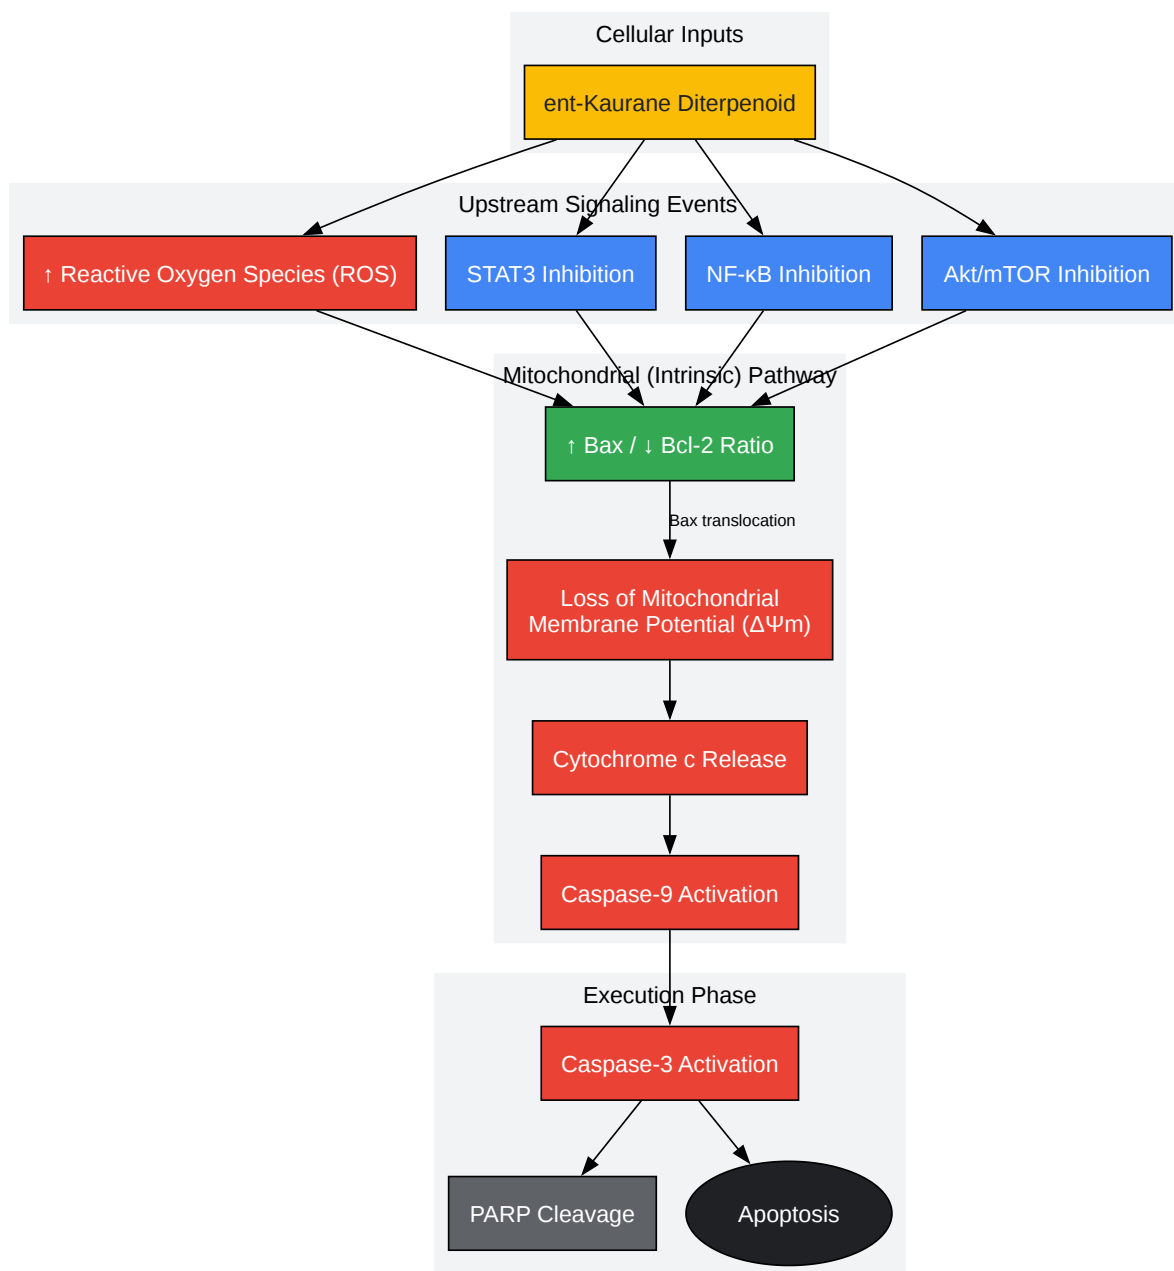 Cellular Inputs
ent-Kaurane Diterpenoid
Upstream Signaling Events
↑ Reactive Oxygen Species (ROS)
STAT3 Inhibition
NF-κB Inhibition
Akt/mTOR Inhibition
Mitochondrial (Intrinsic) Pathway
↑ Bax / ↓ Bcl-2 Ratio
Bax translocation
Loss of Mitochondrial
Membrane Potential (ΔΨm)
Cytochrome c Release
Caspase-9 Activation
Execution Phase
Caspase-3 Activation
PARP Cleavage
Apoptosis